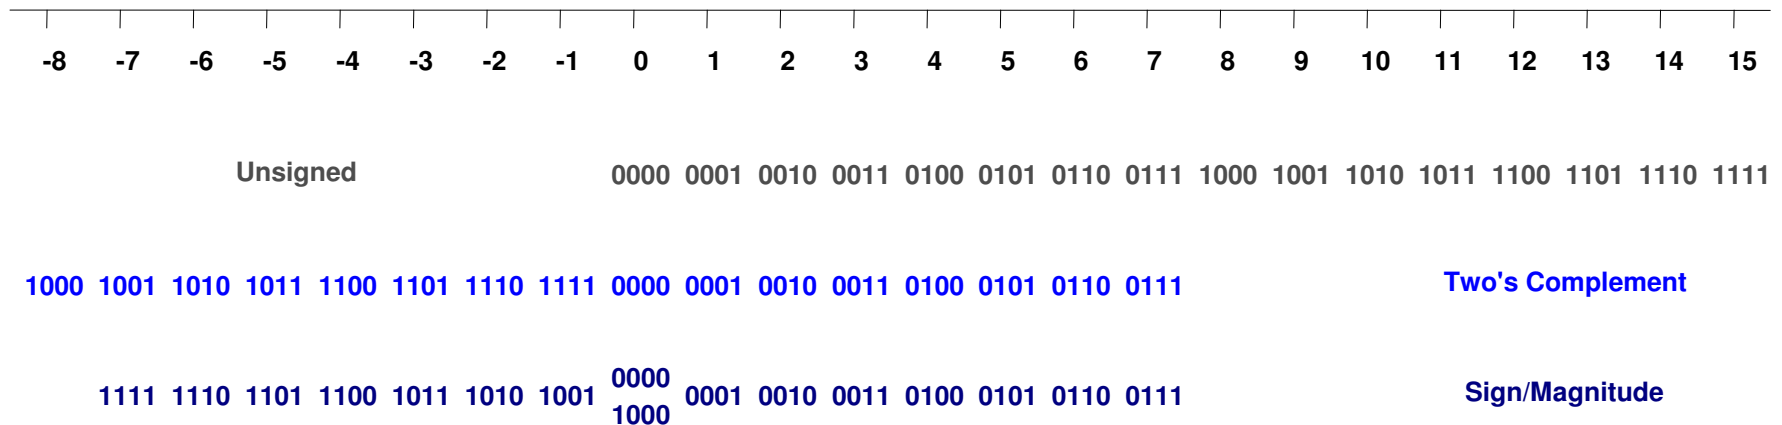 -8 -7 -6 -5 -4 -3 -2 -1 0 1 2 3 4 5 6 7 8 9 10 11 12 13 14 15
Unsigned 0000 0001 0010 0011 0100 0101 0110 0111 1000 1001 1010 1011 1100 1101 1110 1111
1000 1001 1010 1011 1100 1101 1110 1111 0000 0001 0010 0011 0100 0101 0110 0111 Two's Complement
0000
1111 1110 1101 1100 1011 1010 1001 0001 0010 0011 0100 0101 0110 0111 Sign/Magnitude
1000